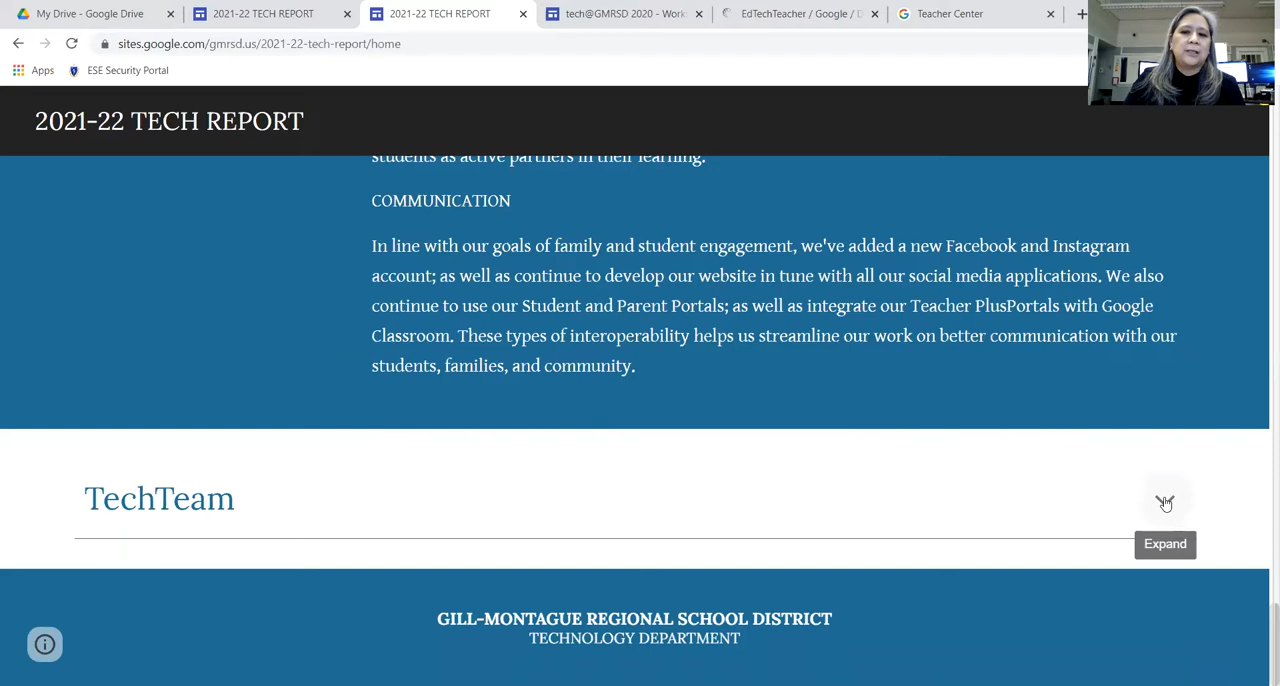 My Drive - Google Drive
2021-22 TECH REPORT
2021-22 TECH REPORT
tech@GMRSD 2020 - Work
EdTechTeacher / Google / D
Teacher Center
sites.google.com/gmrsd.us/2021-22-tech-report/home
Apps
ESE Security Portal
2021-22 TECH REPORT
students as active partners in their learning.
COMMUNICATION
In line with our goals of family and student engagement, we've added a new Facebook and Instagram
account; as well as continue to develop our website in tune with all our social media applications. We also
continue to use our Student and Parent Portals; as well as integrate our Teacher PlusPortals with Google
Classroom. These types of interoperability helps us streamline our work on better communication with our
students, families, and community.
TechTeam
Expand
GILL-MONTAGUE REGIONAL SCHOOL DISTRICT
TECHNOLOGY DEPARTMENT